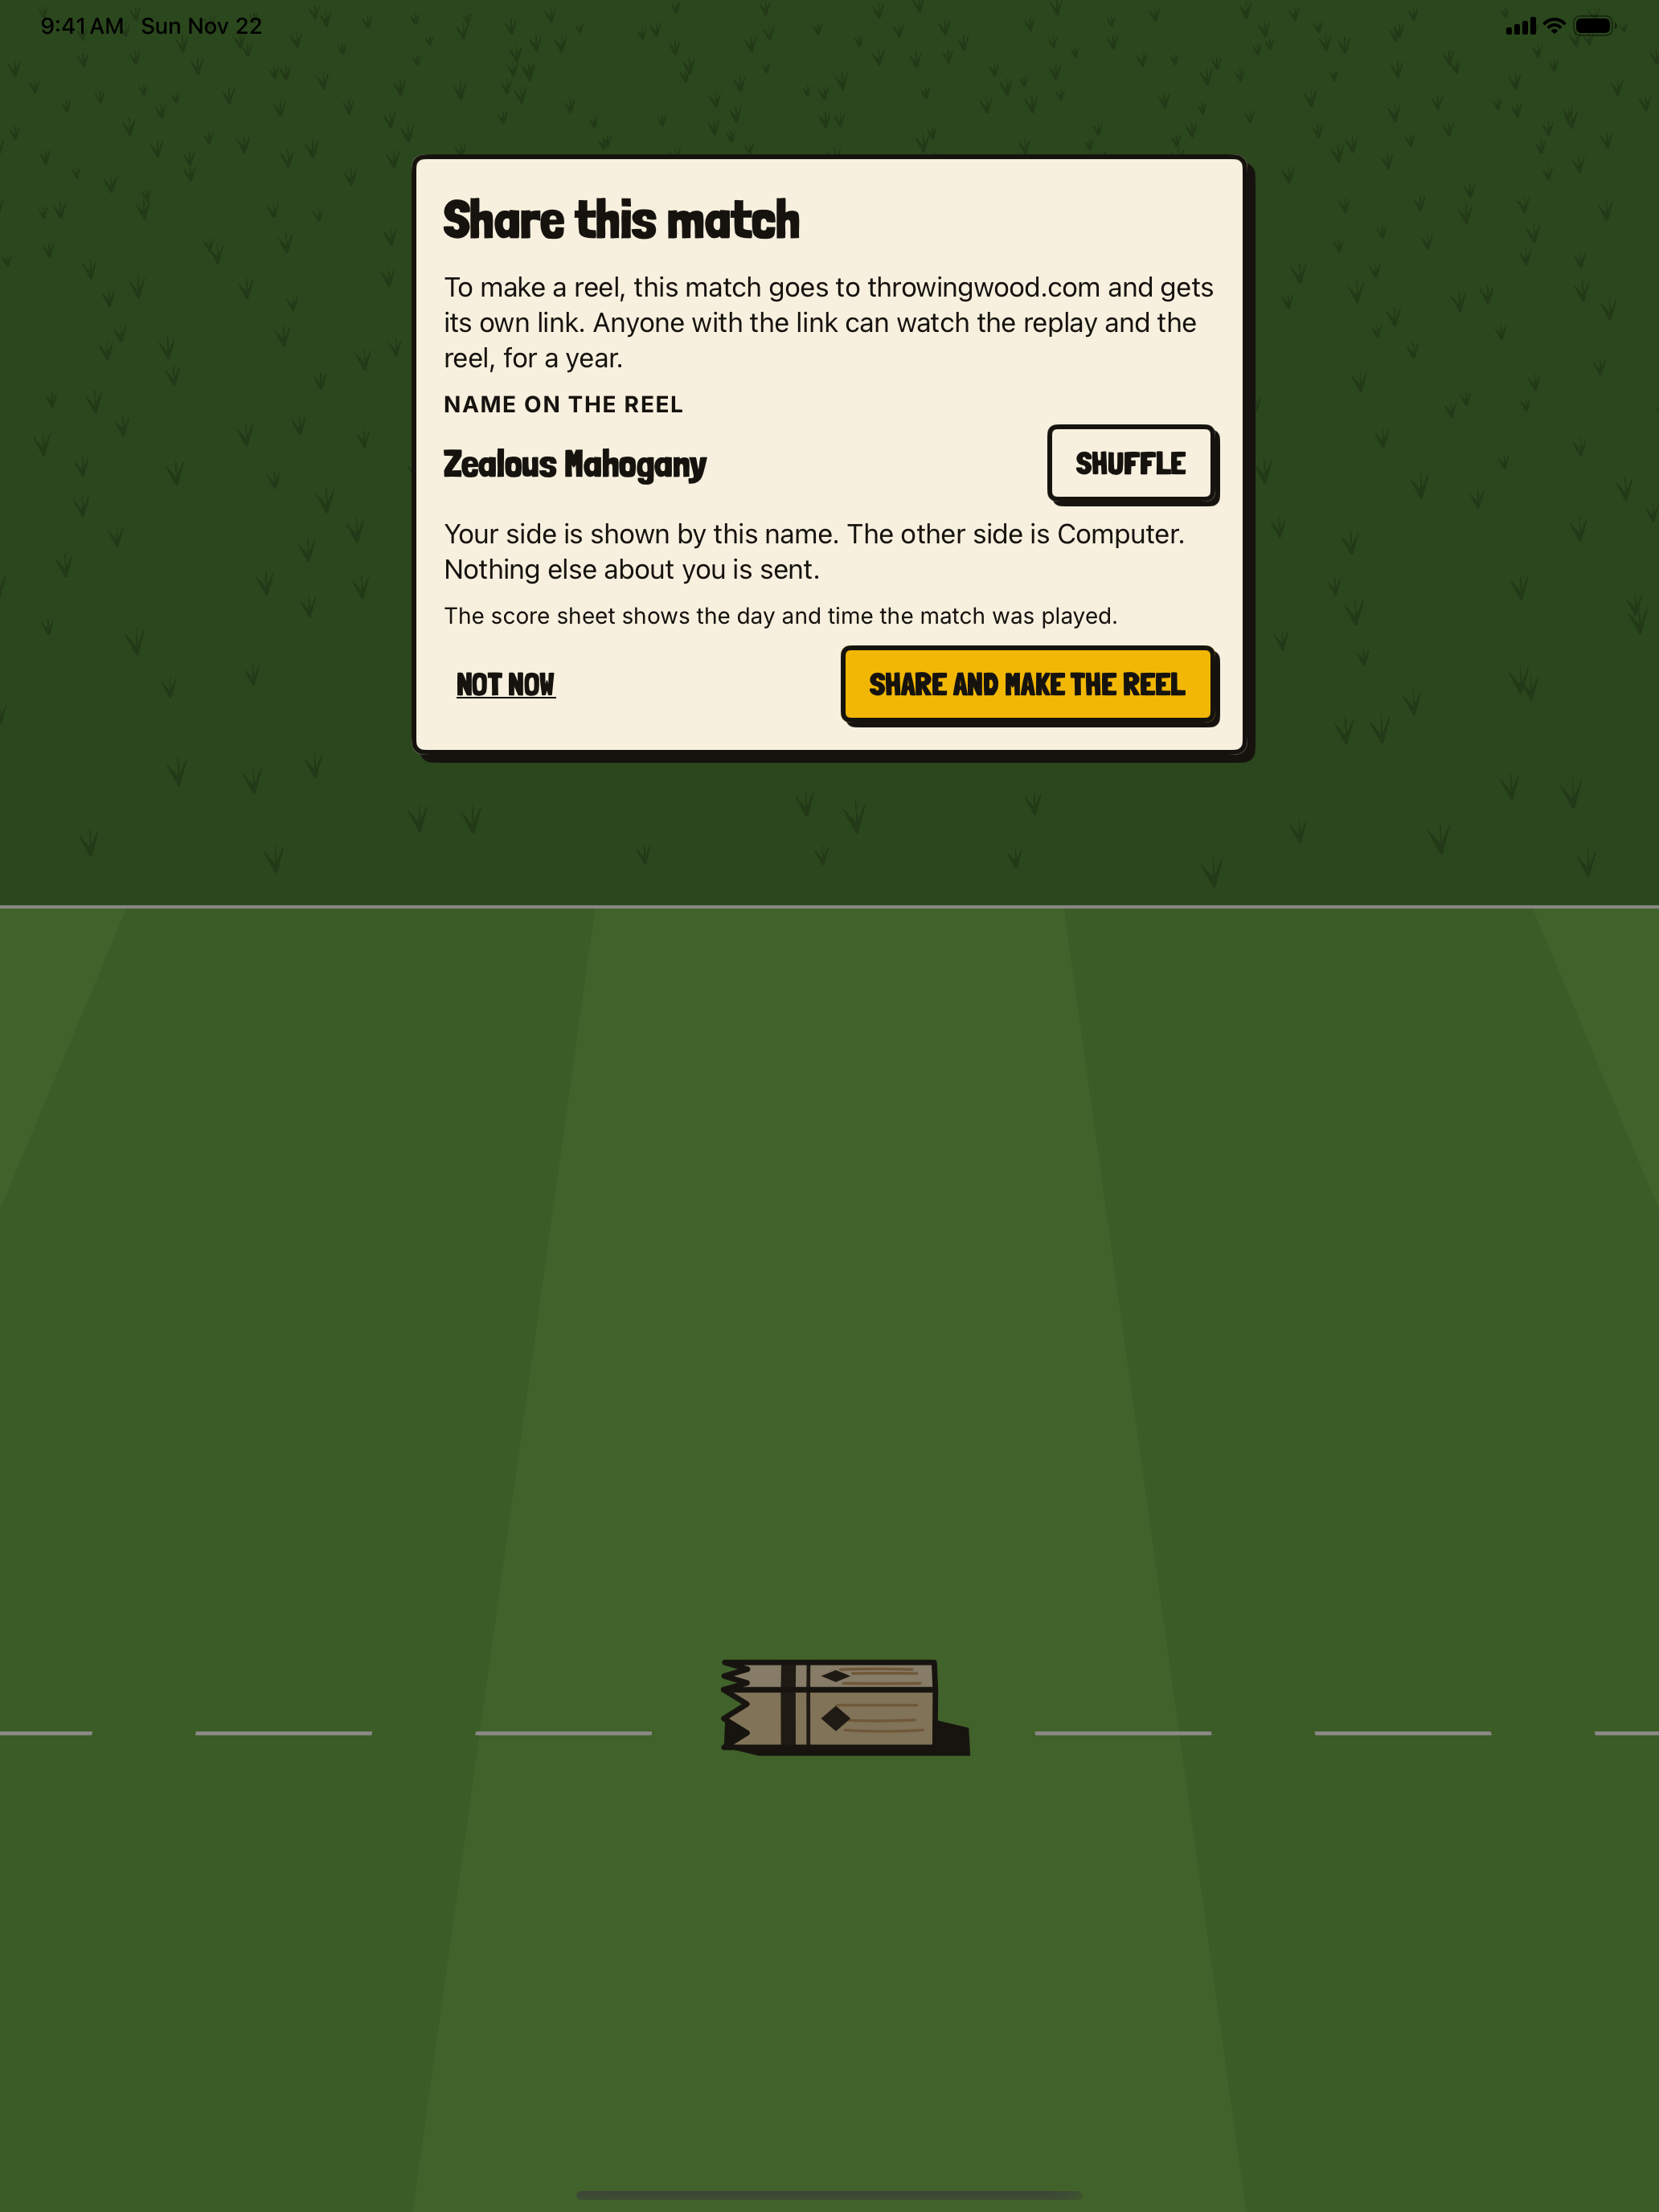 9:41 AM Sun Nov 22
Share this match
To make a reel, this match goes to throwingwood.com and gets
its own link. Anyone with the link can watch the replay and the
reel, for a year.
NAME ON THE REEL
Zealous Mahogany
SHUFFLE
Your side is shown by this name. The other side is Computer.
Nothing else about you is sent.
The score sheet shows the day and time the match was played.
NOT NOW
SHARE AND MAKE THE REEL